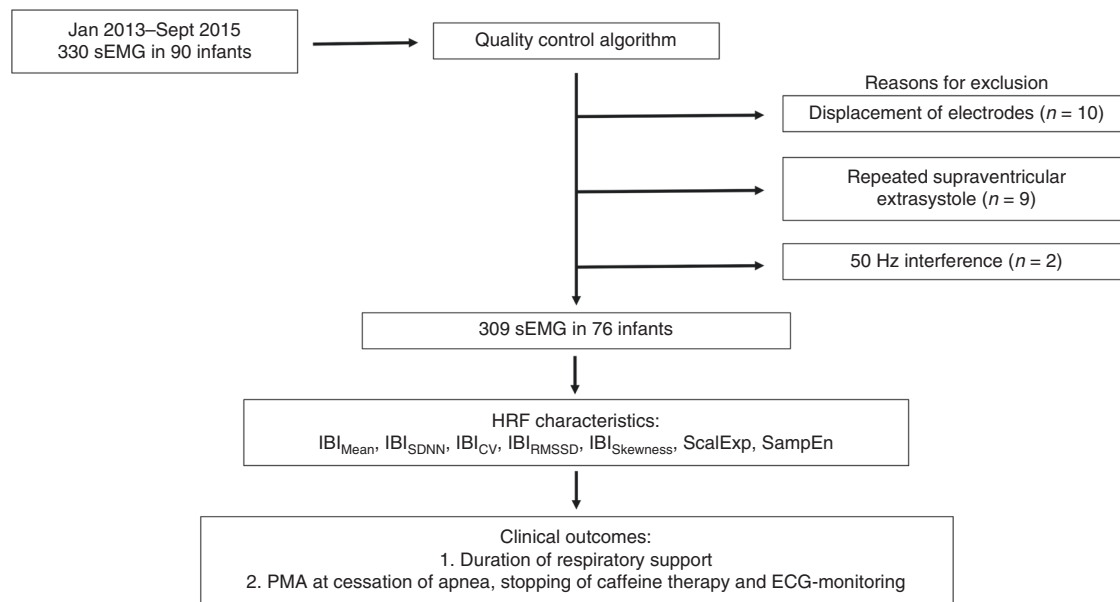 Jan 2013–Sept 2015
330 sEMG in 90 infants
Quality control algorithm
Reasons for exclusion
Displacement of electrodes (n = 10)
Repeated supraventricular
extrasystole (n = 9)
50 Hz interference (n = 2)
309 sEMG in 76 infants
HRF characteristics:
IBIMean, IBISDNN, IBICV, IBIRMSSD, IBISkewness, ScalExp, SampEn
Clinical outcomes:
1. Duration of respiratory support
2. PMA at cessation of apnea, stopping of caffeine therapy and ECG-monitoring